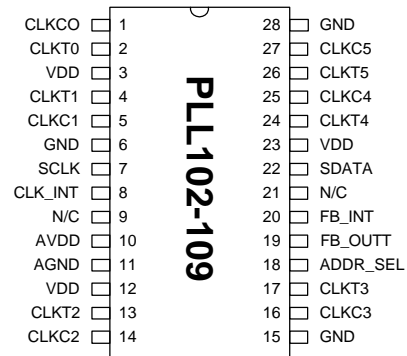 CLKCO 1 28 GND
CLKT0 2 27 CLKC5
VDD 3 26 CLKT5
CLKT1 4 25 CLKC4
CLKC1 5 24 CLKT4
GND 6 23 VDD
SCLK 7 22 SDATA
CLK_INT 8 21 N/C
N/C 9 20 FB_INT
AVDD 10 19 FB_OUTT
AGND 11 18 ADDR_SEL
VDD 12 17 CLKT3
CLKT2 13 16 CLKC3
CLKC2 14 15 GND
PLL102-109